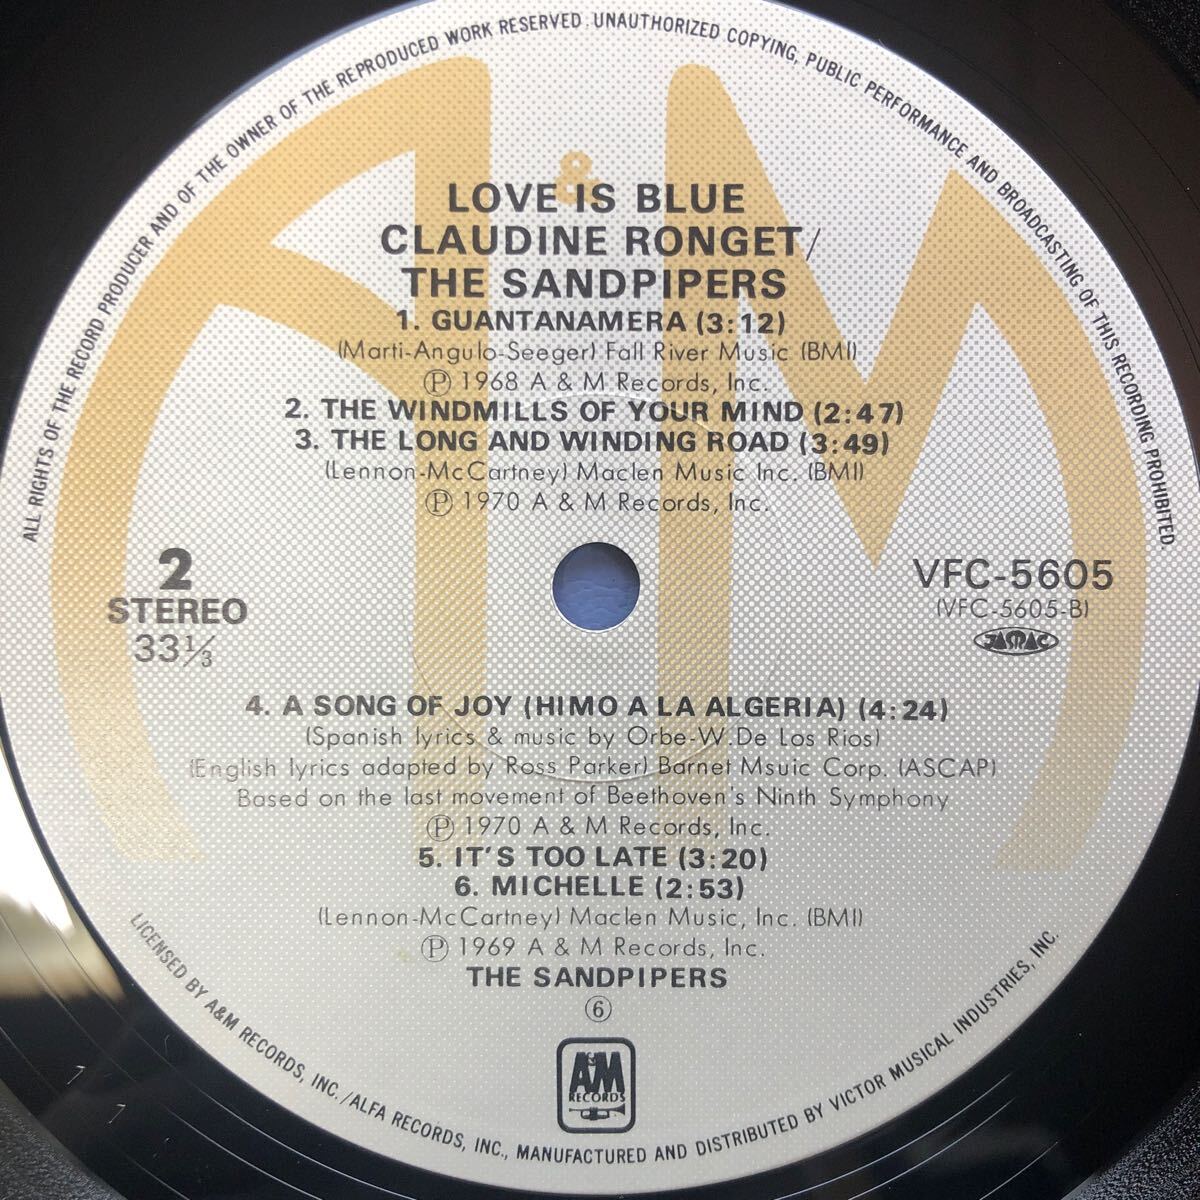 ALL RIGHTS OF THE RECORD PRODUCER AND OF THE OWNER OF THE REPRODUCED WORK RESERVED. UNAUTHORIZED COPYING, PUBLIC PERFORMANCE AND BROADCASTING OF THIS RECORDING PROHIBITED.
A&M
LOVE IS BLUE
CLAUDINE RONGET/
THE SANDPIPERS
1. GUANTANAMERA (3:12)
(Marti-Angulo-Seeger) Fall River Music (BMI)
Ⓟ 1968 A & M Records, Inc.
2. THE WINDMILLS OF YOUR MIND (2:47)
3. THE LONG AND WINDING ROAD (3:49)
(Lennon-McCartney) Maclen Music Inc. (BMI)
Ⓟ 1970 A & M Records, Inc.
2
STEREO
33 1/3
VFC-5605
(VFC-5605-B)
JASRAC
4. A SONG OF JOY (HIMO A LA ALGERIA) (4:24)
(Spanish lyrics & music by Orbe-W.De Los Rios)
(English lyrics adapted by Ross Parker) Barnet Msuic Corp. (ASCAP)
Based on the last movement of Beethoven's Ninth Symphony
Ⓟ 1970 A & M Records, Inc.
5. IT'S TOO LATE (3:20)
6. MICHELLE (2:53)
(Lennon-McCartney) Maclen Music, Inc. (BMI)
Ⓟ 1969 A & M Records, Inc.
THE SANDPIPERS
⑥
A&M
RECORDS
LICENSED BY A&M RECORDS, INC./ALFA RECORDS, INC., MANUFACTURED AND DISTRIBUTED BY VICTOR MUSICAL INDUSTRIES, INC.